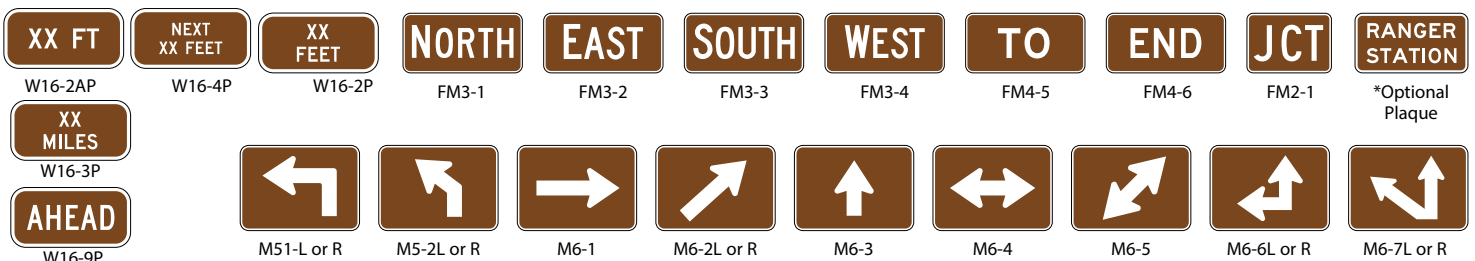 XX FT
W16-2AP
NEXT
XX FEET
W16-4P
XX
FEET
W16-2P
NORTH
FM3-1
EAST
FM3-2
SOUTH
FM3-3
WEST
FM3-4
TO
FM4-5
END
FM4-6
JCT
FM2-1
RANGER
STATION
*Optional
Plaque
XX
MILES
W16-3P
AHEAD
W16-9P
M51-L or R
M5-2L or R
M6-1
M6-2L or R
M6-3
M6-4
M6-5
M6-6L or R
M6-7L or R